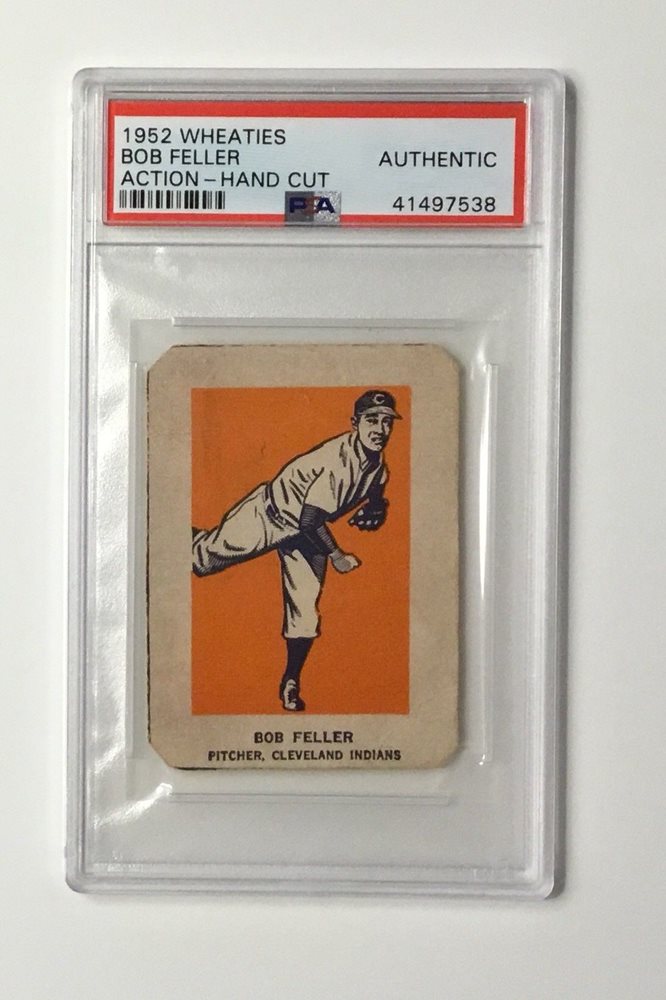 1952 WHEATIES
BOB FELLER AUTHENTIC
ACTION - HAND CUT
PSA 41497538
C
BOB FELLER
PITCHER, CLEVELAND INDIANS